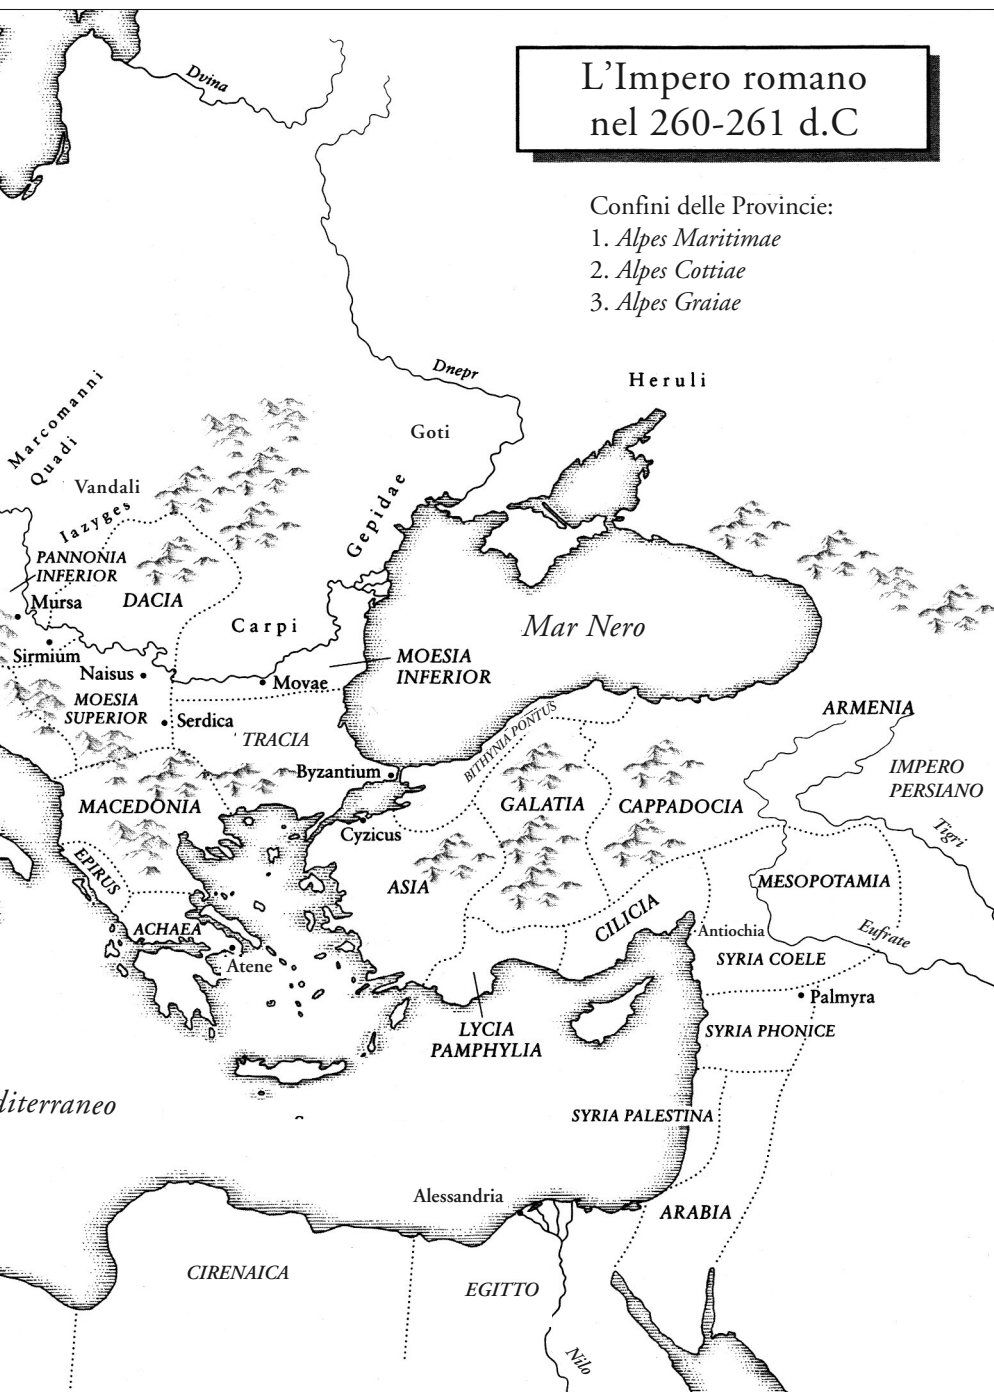 L’Impero romano
nel 260-261 d.C
Confini delle Provincie:
1. Alpes Maritimae
2. Alpes Cottiae
3. Alpes Graiae
Dvina
Dnepr
Heruli
Marcomanni
Quadi
Goti
Vandali
Iazyges
Gepidae
PANNONIA
INFERIOR
Mursa
DACIA
Carpi
Mar Nero
Sirmium
Naisus
MOESIA
INFERIOR
Movae
MOESIA
SUPERIOR
Serdica
TRACIA
BITHYNIA PONTUS
ARMENIA
IMPERO
PERSIANO
Byzantium
MACEDONIA
GALATIA
CAPPADOCIA
Cyzicus
Tigri
EPIRUS
ASIA
MESOPOTAMIA
CILICIA
ACHAEA
Antiochia
Eufrate
Atene
SYRIA COELE
Palmyra
LYCIA
PAMPHYLIA
SYRIA PHONICE
diterraneo
SYRIA PALESTINA
Alessandria
ARABIA
CIRENAICA
EGITTO
Nilo